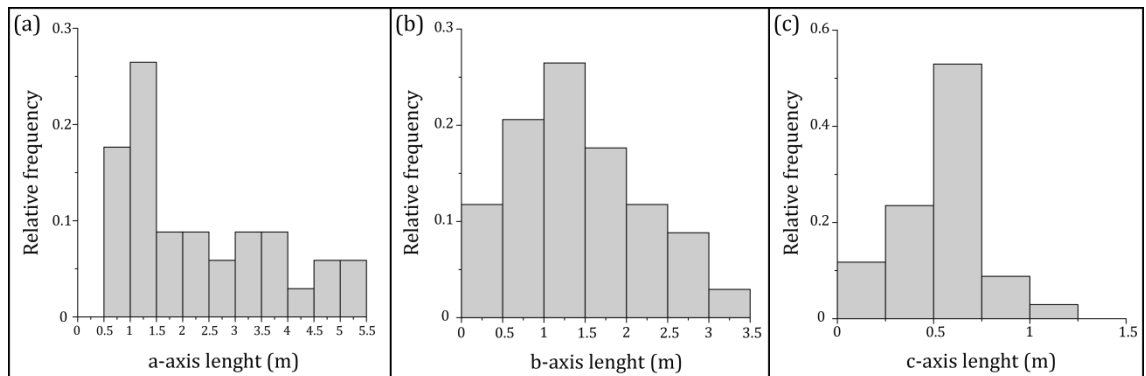 (a)
0.3
0.2
0.1
0
Relative frequency
0 0.5 1 1.5 2 2.5 3 3.5 4 4.5 5 5.5
a-axis lenght (m)
(b)
0.3
0.2
0.1
0
Relative frequency
0 0.5 1 1.5 2 2.5 3 3.5
b-axis lenght (m)
(c)
0.6
0.4
0.2
0
Relative frequency
0 0.5 1 1.5
c-axis lenght (m)